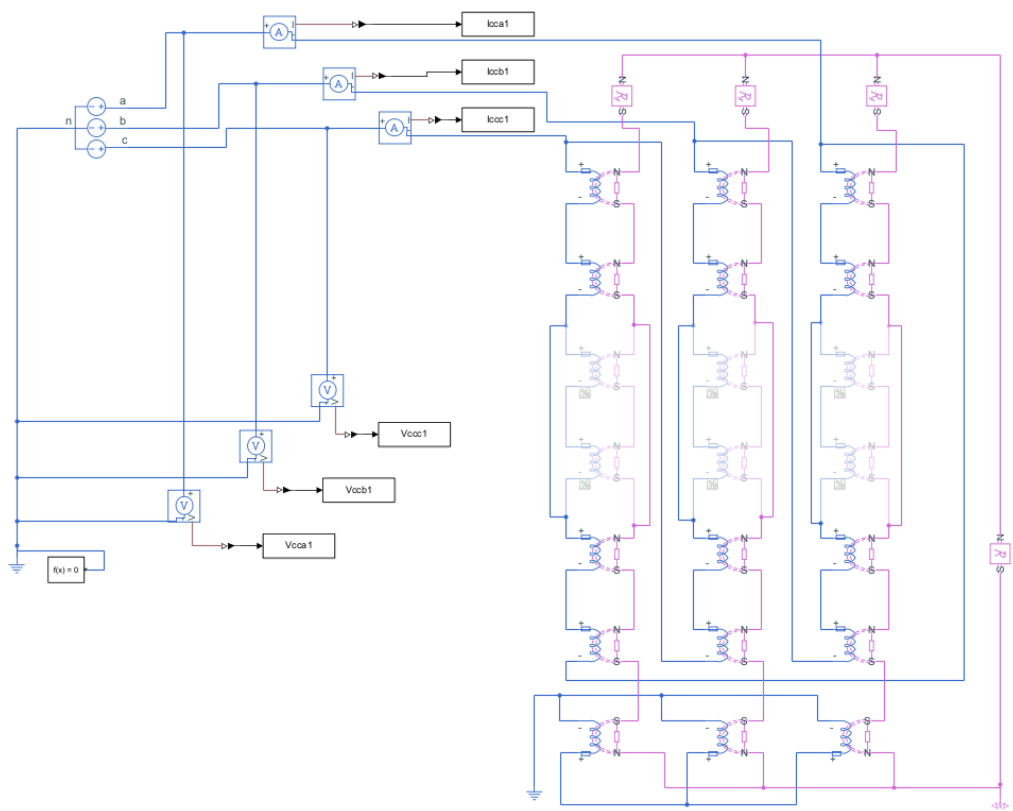 Icca1
Iccb1
Iccc1
a
n
b
c
Vccc1
Vccb1
Vcca1
f(x) = 0
+
I
A
+
I
A
+
I
A
+
V
V
+
V
V
+
V
V
- +
- +
- +
N
R
S
N
R
S
N
R
S
+
N
-
S
+
N
-
S
+
N
-
S
+
N
-
S
+
N
-
S
+
N
-
S
+
N
-
S
+
N
-
S
+
N
-
S
+
N
-
S
+
N
-
S
+
N
-
S
N
R
S
+
N
-
S
+
N
-
S
+
N
-
S
+
N
-
S
+
N
-
S
+
N
-
S
-
S
+
N
-
S
+
N
-
S
+
N